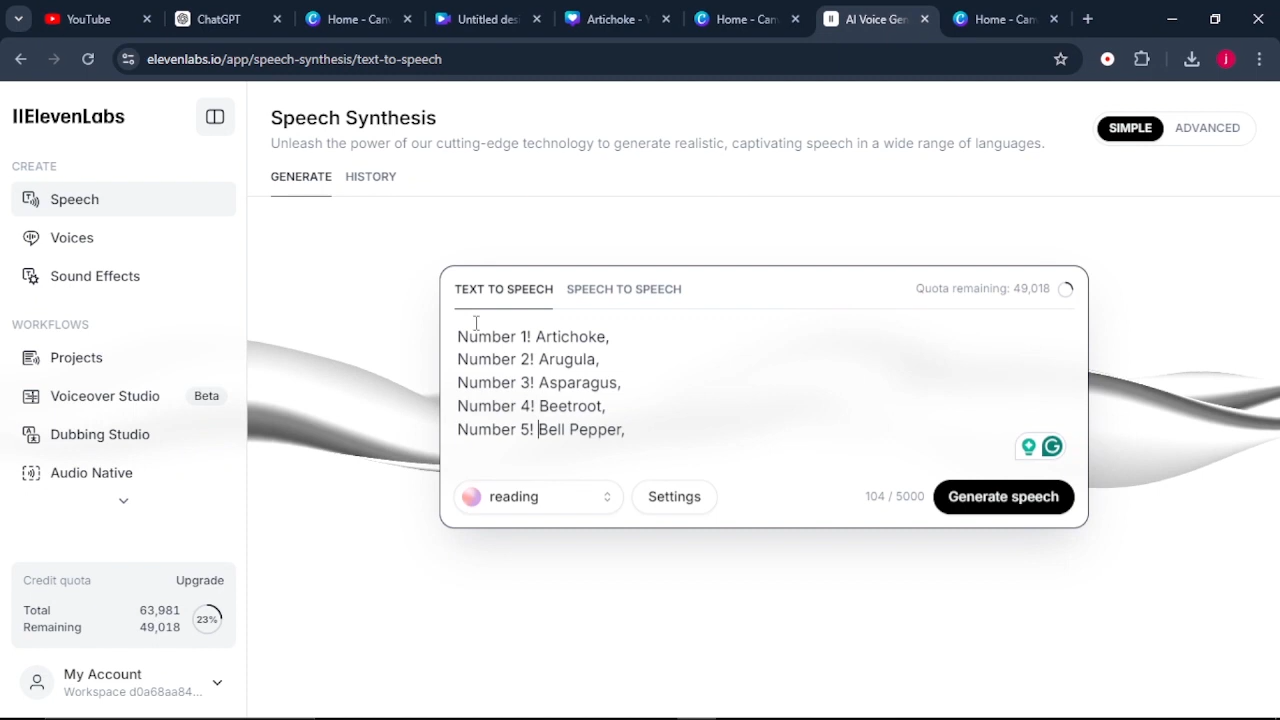 YouTube
ChatGPT
Home - Can
Untitled des
Artichoke - Y
Home - Can
AI Voice Gen
Home - Can
elevenlabs.io/app/speech-synthesis/text-to-speech
j
IIElevenLabs
CREATE
Speech
Voices
Sound Effects
WORKFLOWS
Projects
Voiceover Studio Beta
Dubbing Studio
Audio Native
Credit quota Upgrade
Total 63,981
Remaining 49,018
23%
My Account
Workspace d0a68aa84...
Speech Synthesis
Unleash the power of our cutting-edge technology to generate realistic, captivating speech in a wide range of languages.
SIMPLE ADVANCED
GENERATE HISTORY
TEXT TO SPEECH SPEECH TO SPEECH Quota remaining: 49,018
Number 1! Artichoke,
Number 2! Arugula,
Number 3! Asparagus,
Number 4! Beetroot,
Number 5! Bell Pepper,
reading Settings 104 / 5000 Generate speech